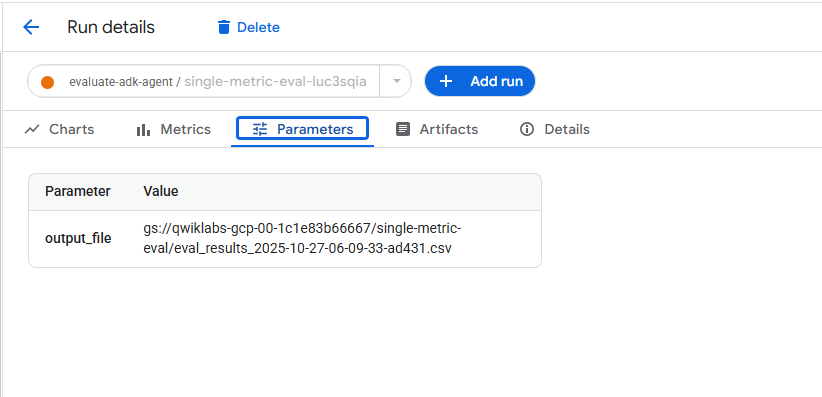 Run details
Delete
evaluate-adk-agent / single-metric-eval-luc3sqia
Add run
Charts
Metrics
Parameters
Artifacts
Details
Parameter Value
output_file
gs://qwiklabs-gcp-00-1c1e83b66667/single-metric-
eval/eval_results_2025-10-27-06-09-33-ad431.csv